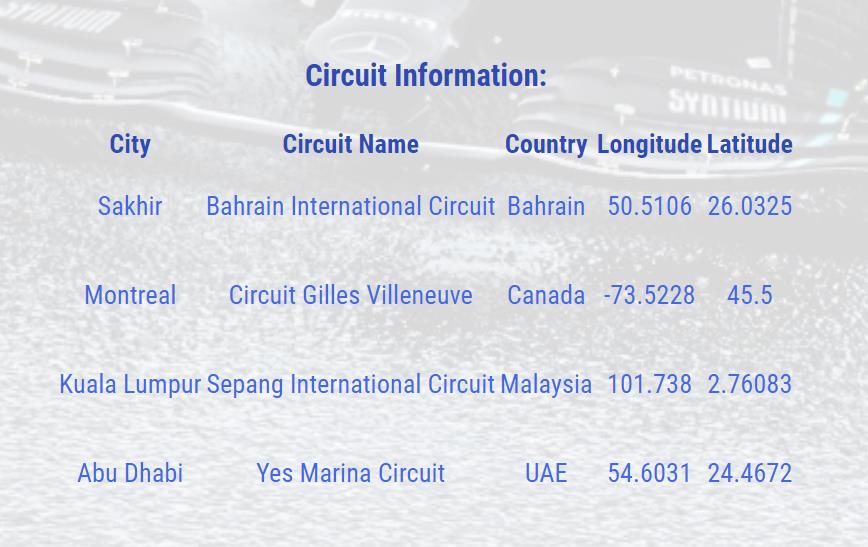 SYNTIUM
PIRELLI
PETRONAS
SYNTIUM
Circuit Information:
City Circuit Name Country Longitude Latitude
Sakhir Bahrain International Circuit Bahrain 50.5106 26.0325
Montreal Circuit Gilles Villeneuve Canada -73.5228 45.5
Kuala Lumpur Sepang International Circuit Malaysia 101.738 2.76083
Abu Dhabi Yes Marina Circuit UAE 54.6031 24.4672